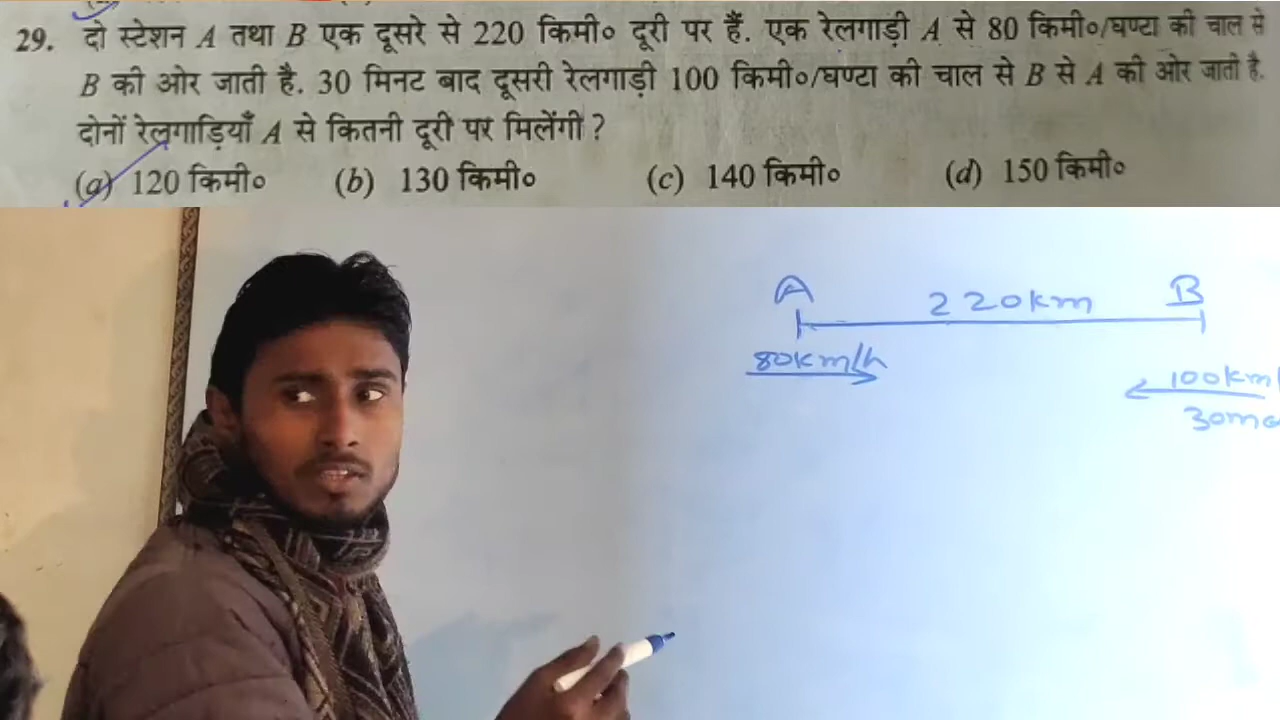 29. दो स्टेशन A तथा B एक दूसरे से 220 किमी० दूरी पर हैं. एक रेलगाड़ी A से 80 किमी०/घण्टा की चाल से
B की ओर जाती है. 30 मिनट बाद दूसरी रेलगाड़ी 100 किमी०/घण्टा की चाल से B से A की ओर जाती है.
दोनों रेलगाड़ियाँ A से कितनी दूरी पर मिलेंगी ?
(a) 120 किमी० (b) 130 किमी० (c) 140 किमी० (d) 150 किमी०
A 220km B
80km/h
100km/
30m